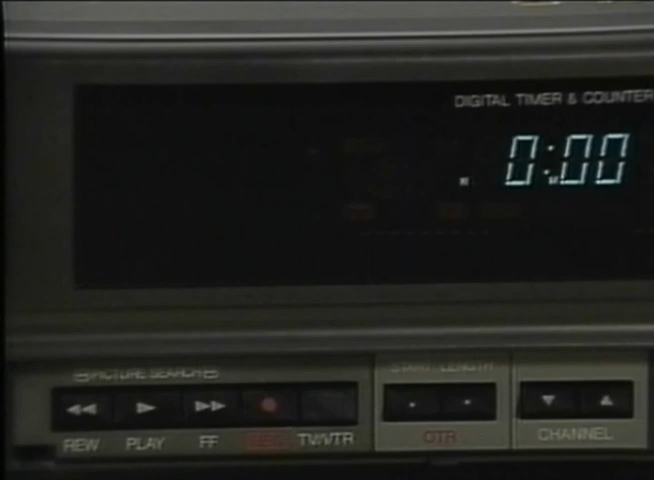 DIGITAL TIMER & COUNTER
0:00
PICTURE SEARCH
START LENGTH
REW PLAY FF REC TV/VTR
OTR
CHANNEL